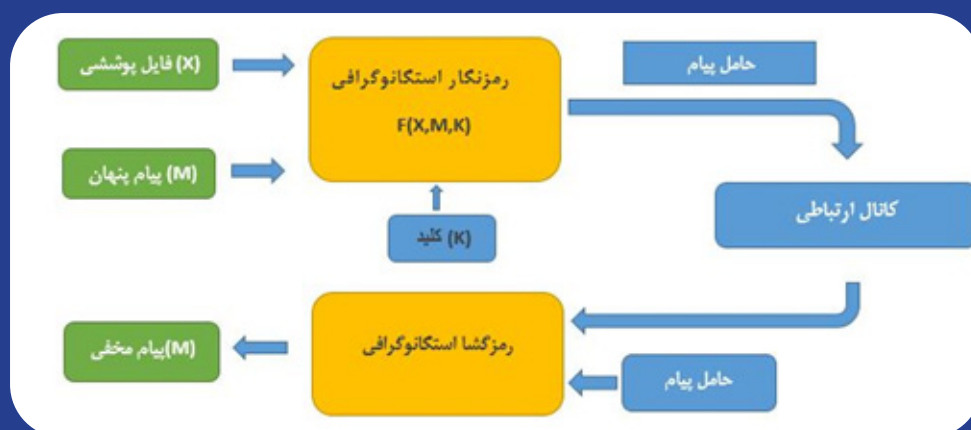 (X) فایل پوششی
رمزنگار استگانوگرافی
F(X,M,K)
حامل پیام
(M) پیام پنهان
(K) کلید
کانال ارتباطی
(M)پیام مخفی
رمزگشا استگانوگرافی
حامل پیام